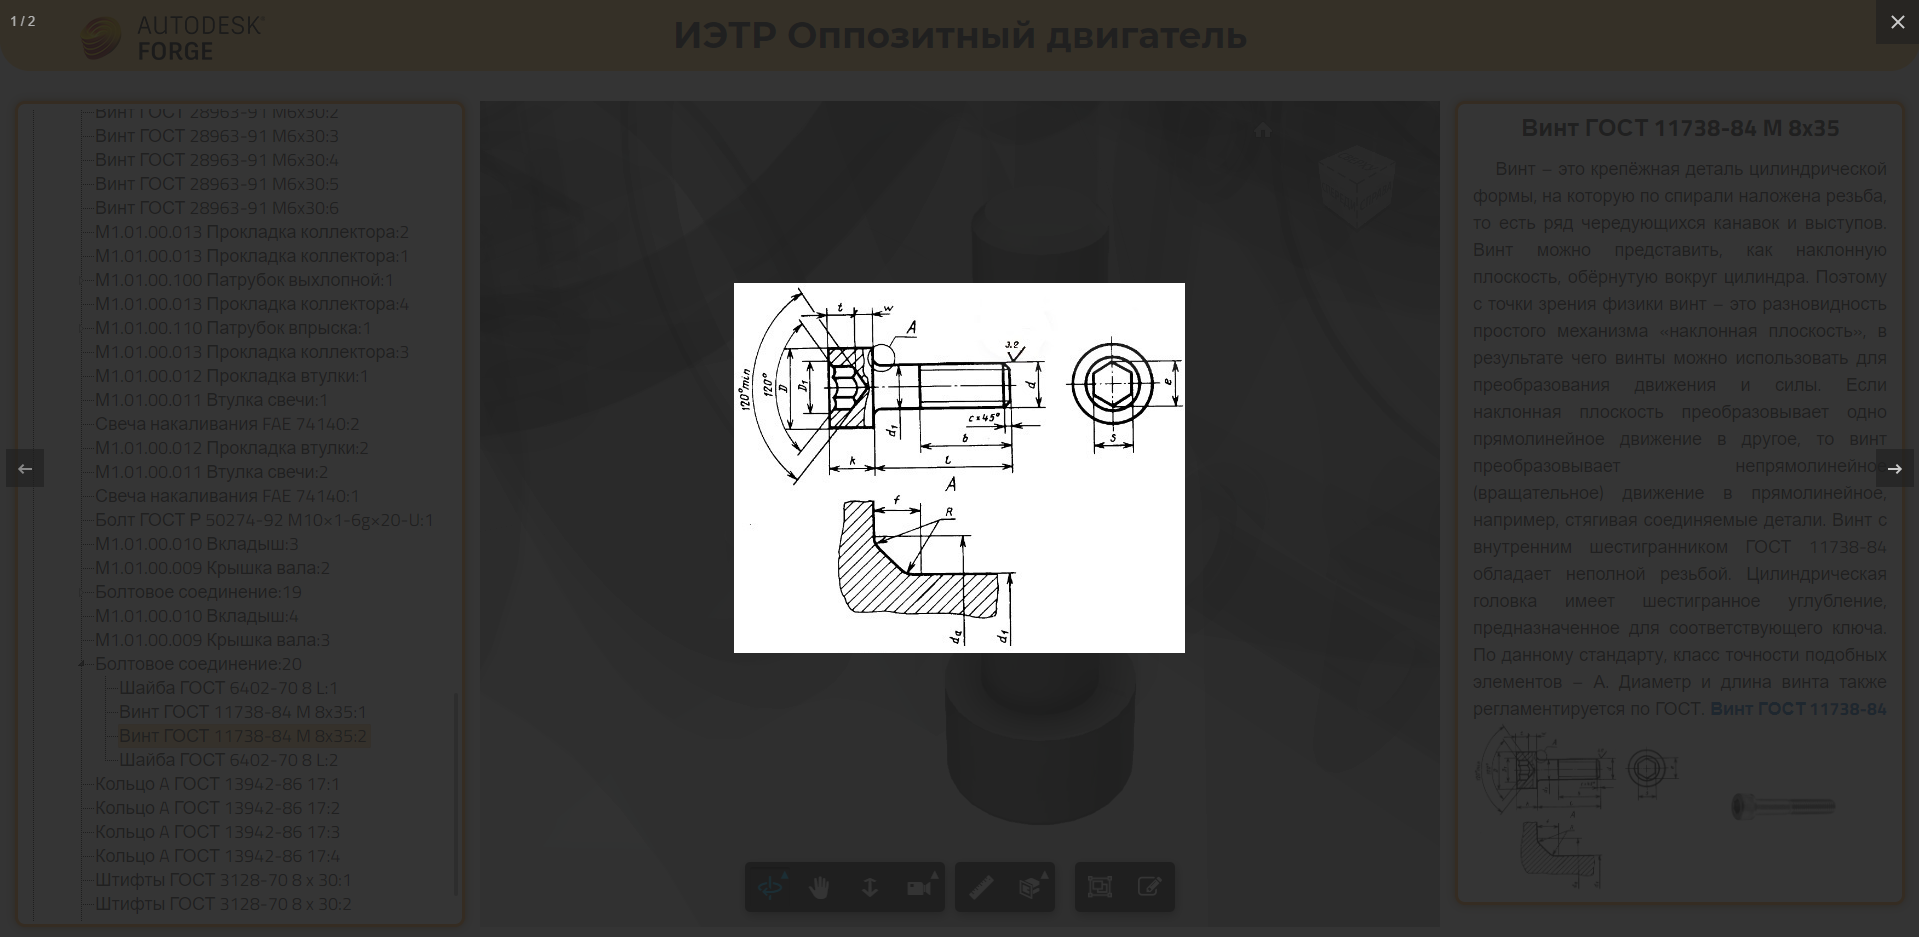 1 / 2
AUTODESK
FORGE
ИЭТР Оппозитный двигатель
Винт ГОСТ 28963-91 М6х30:2
Винт ГОСТ 28963-91 М6х30:3
Винт ГОСТ 28963-91 М6х30:4
Винт ГОСТ 28963-91 М6х30:5
Винт ГОСТ 28963-91 М6х30:6
М1.01.00.013 Прокладка коллектора:2
М1.01.00.013 Прокладка коллектора:1
М1.01.00.100 Патрубок выхлопной:1
М1.01.00.013 Прокладка коллектора:4
М1.01.00.110 Патрубок впрыска:1
М1.01.00.013 Прокладка коллектора:3
М1.01.00.012 Прокладка втулки:1
М1.01.00.011 Втулка свечи:1
Свеча накаливания FAE 74140:2
М1.01.00.012 Прокладка втулки:2
М1.01.00.011 Втулка свечи:2
Свеча накаливания FAE 74140:1
Болт ГОСТ Р 50274-92 М10×1-6g×20-U:1
М1.01.00.010 Вкладыш:3
М1.01.00.009 Крышка вала:2
Болтовое соединение:19
М1.01.00.010 Вкладыш:4
М1.01.00.009 Крышка вала:3
Болтовое соединение:20
Шайба ГОСТ 6402-70 8 L:1
Винт ГОСТ 11738-84 М 8х35:1
Винт ГОСТ 11738-84 М 8х35:2
Шайба ГОСТ 6402-70 8 L:2
Кольцо А ГОСТ 13942-86 17:1
Кольцо А ГОСТ 13942-86 17:2
Кольцо А ГОСТ 13942-86 17:3
Кольцо А ГОСТ 13942-86 17:4
Штифты ГОСТ 3128-70 8 х 30:1
Штифты ГОСТ 3128-70 8 х 30:2
t
w
A
3.2
120°min
120°
D
D₁
d₁
d
c×45°
b
k
l
e
s
A
f
R
dₐ
d₁
Винт ГОСТ 11738-84 М 8х35
Винт – это крепёжная деталь цилиндрической
формы, на которую по спирали наложена резьба,
то есть ряд чередующихся канавок и выступов.
Винт можно представить, как наклонную
плоскость, обёрнутую вокруг цилиндра. Поэтому
с точки зрения физики винт – это разновидность
простого механизма «наклонная плоскость», в
результате чего винты можно использовать для
преобразования движения и силы. Если
наклонная плоскость преобразовывает одно
прямолинейное движение в другое, то винт
преобразовывает непрямолинейное
(вращательное) движение в прямолинейное,
например, стягивая соединяемые детали. Винт с
внутренним шестигранником ГОСТ 11738-84
обладает неполной резьбой. Цилиндрическая
головка имеет шестигранное углубление,
предназначенное для соответствующего ключа.
По данному стандарту, класс точности подобных
элементов – А. Диаметр и длина винта также
регламентируется по ГОСТ. Винт ГОСТ 11738-84